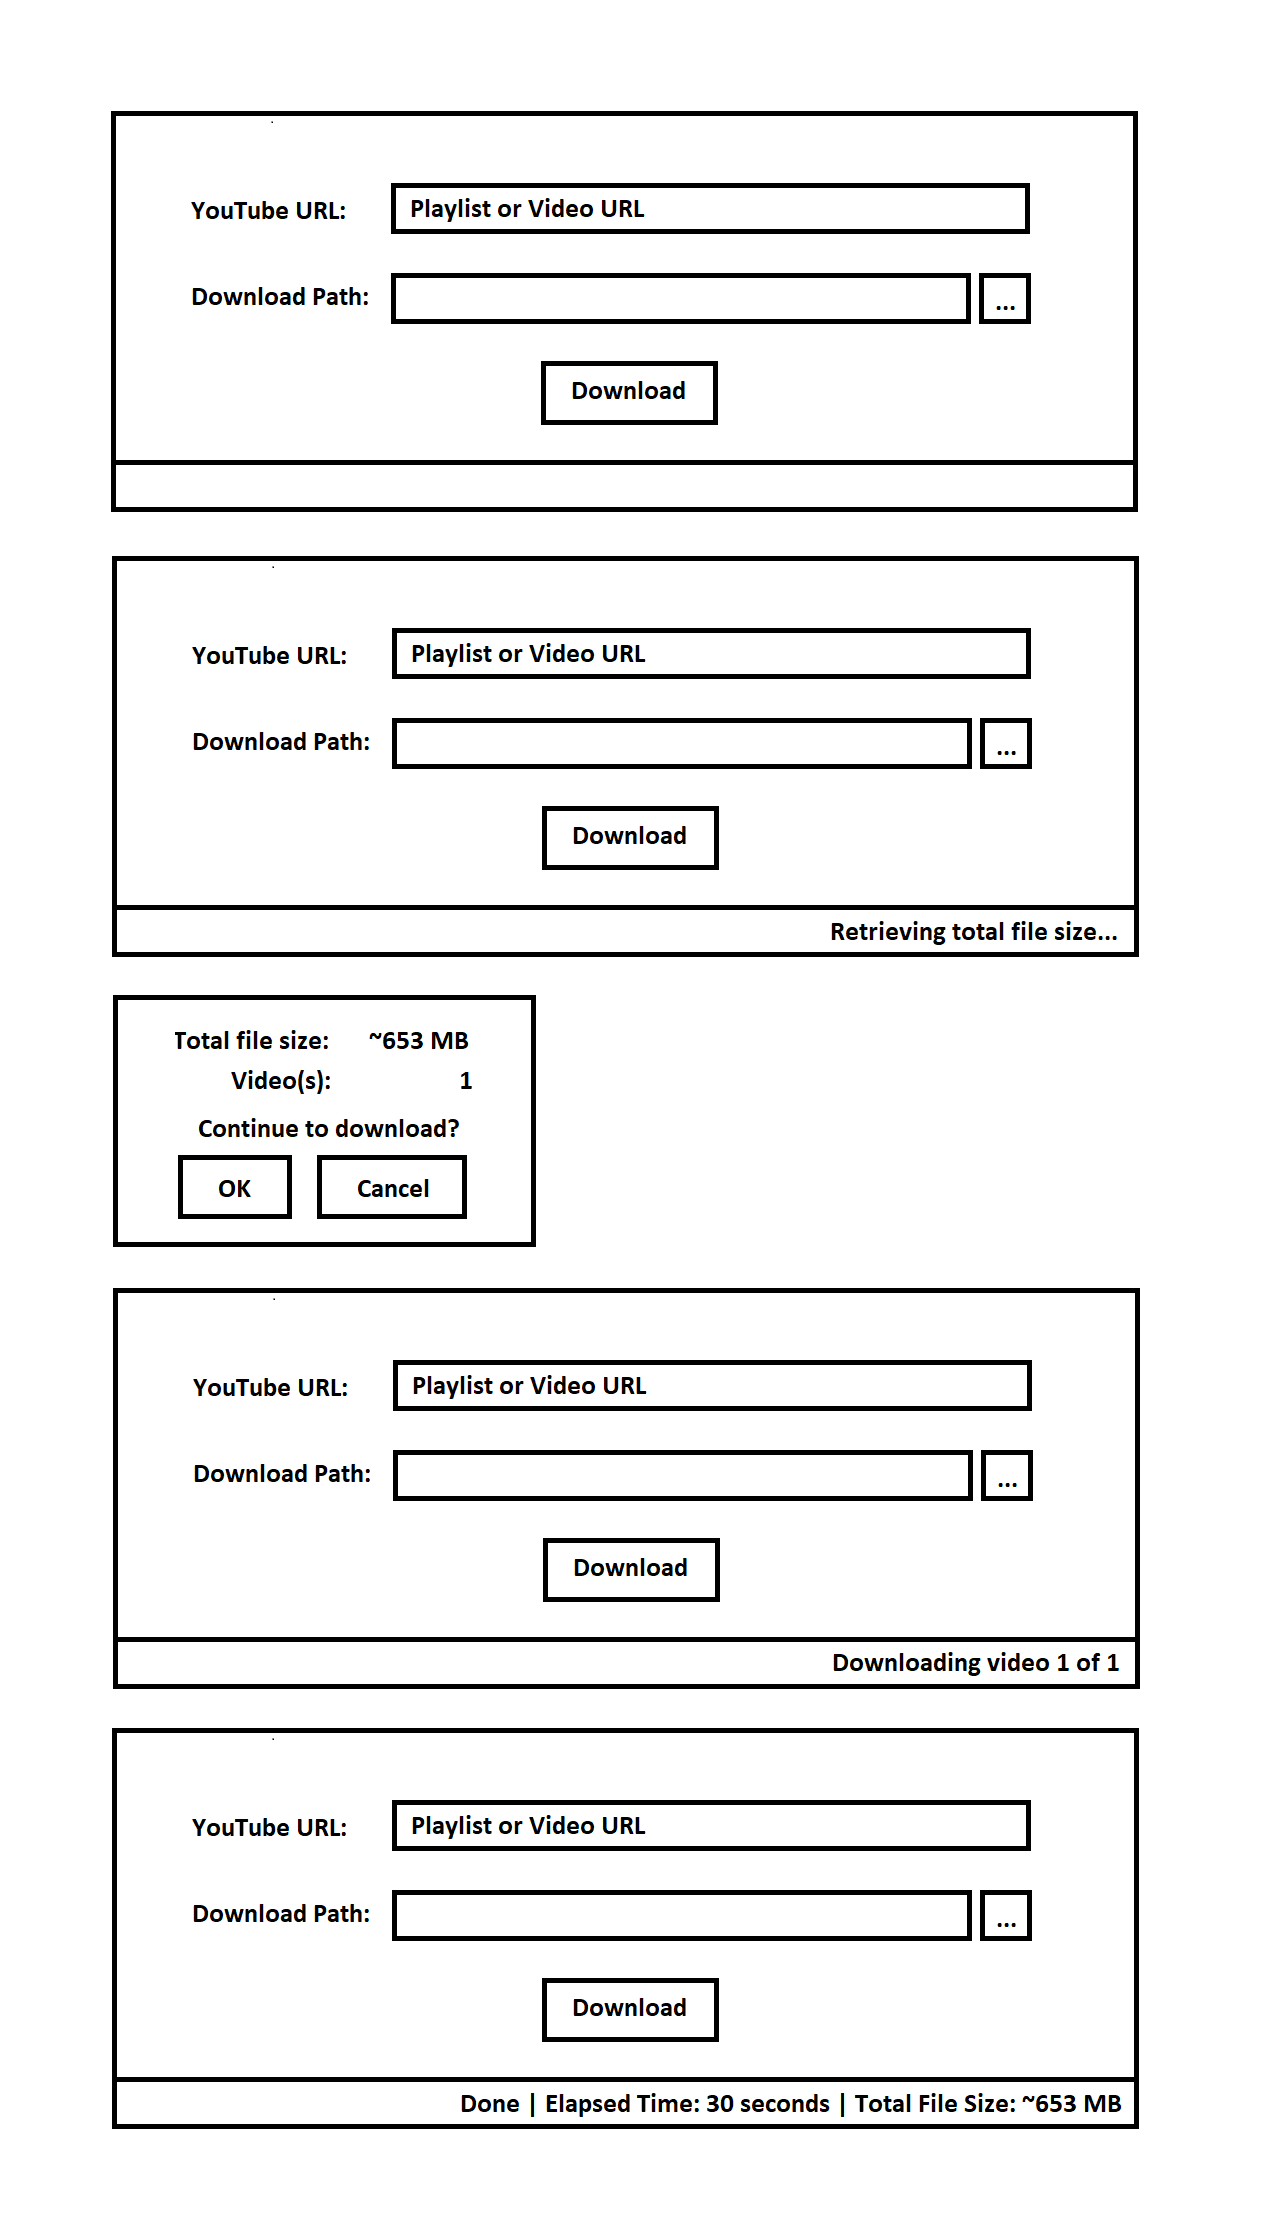 YouTube URL: Playlist or Video URL
Download Path: ...
Download
YouTube URL: Playlist or Video URL
Download Path: ...
Download
Retrieving total file size...
Total file size: ~653 MB
Video(s): 1
Continue to download?
OK Cancel
YouTube URL: Playlist or Video URL
Download Path: ...
Download
Downloading video 1 of 1
YouTube URL: Playlist or Video URL
Download Path: ...
Download
Done | Elapsed Time: 30 seconds | Total File Size: ~653 MB